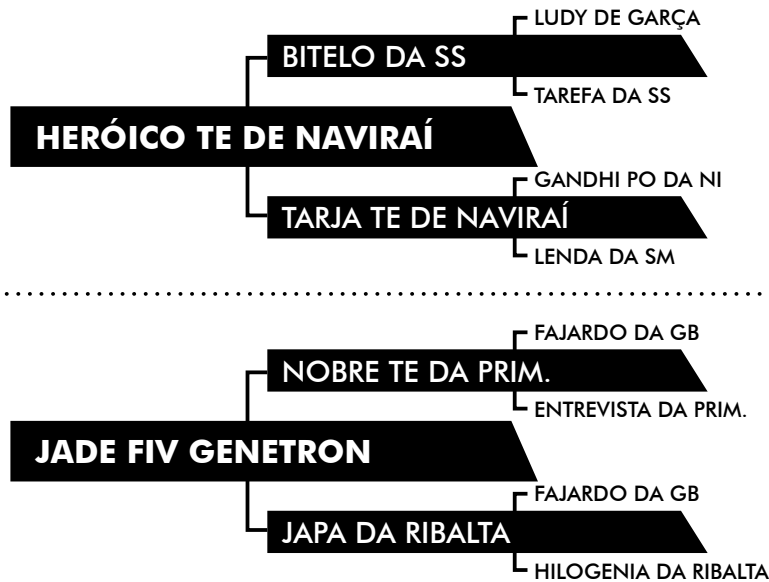 LUDY DE GARÇA
BITELO DA SS
TAREFA DA SS
HERÓICO TE DE NAVIRAÍ
GANDHI PO DA NI
TARJA TE DE NAVIRAÍ
LENDA DA SM
FAJARDO DA GB
NOBRE TE DA PRIM.
ENTREVISTA DA PRIM.
JADE FIV GENETRON
FAJARDO DA GB
JAPA DA RIBALTA
HILOGENIA DA RIBALTA